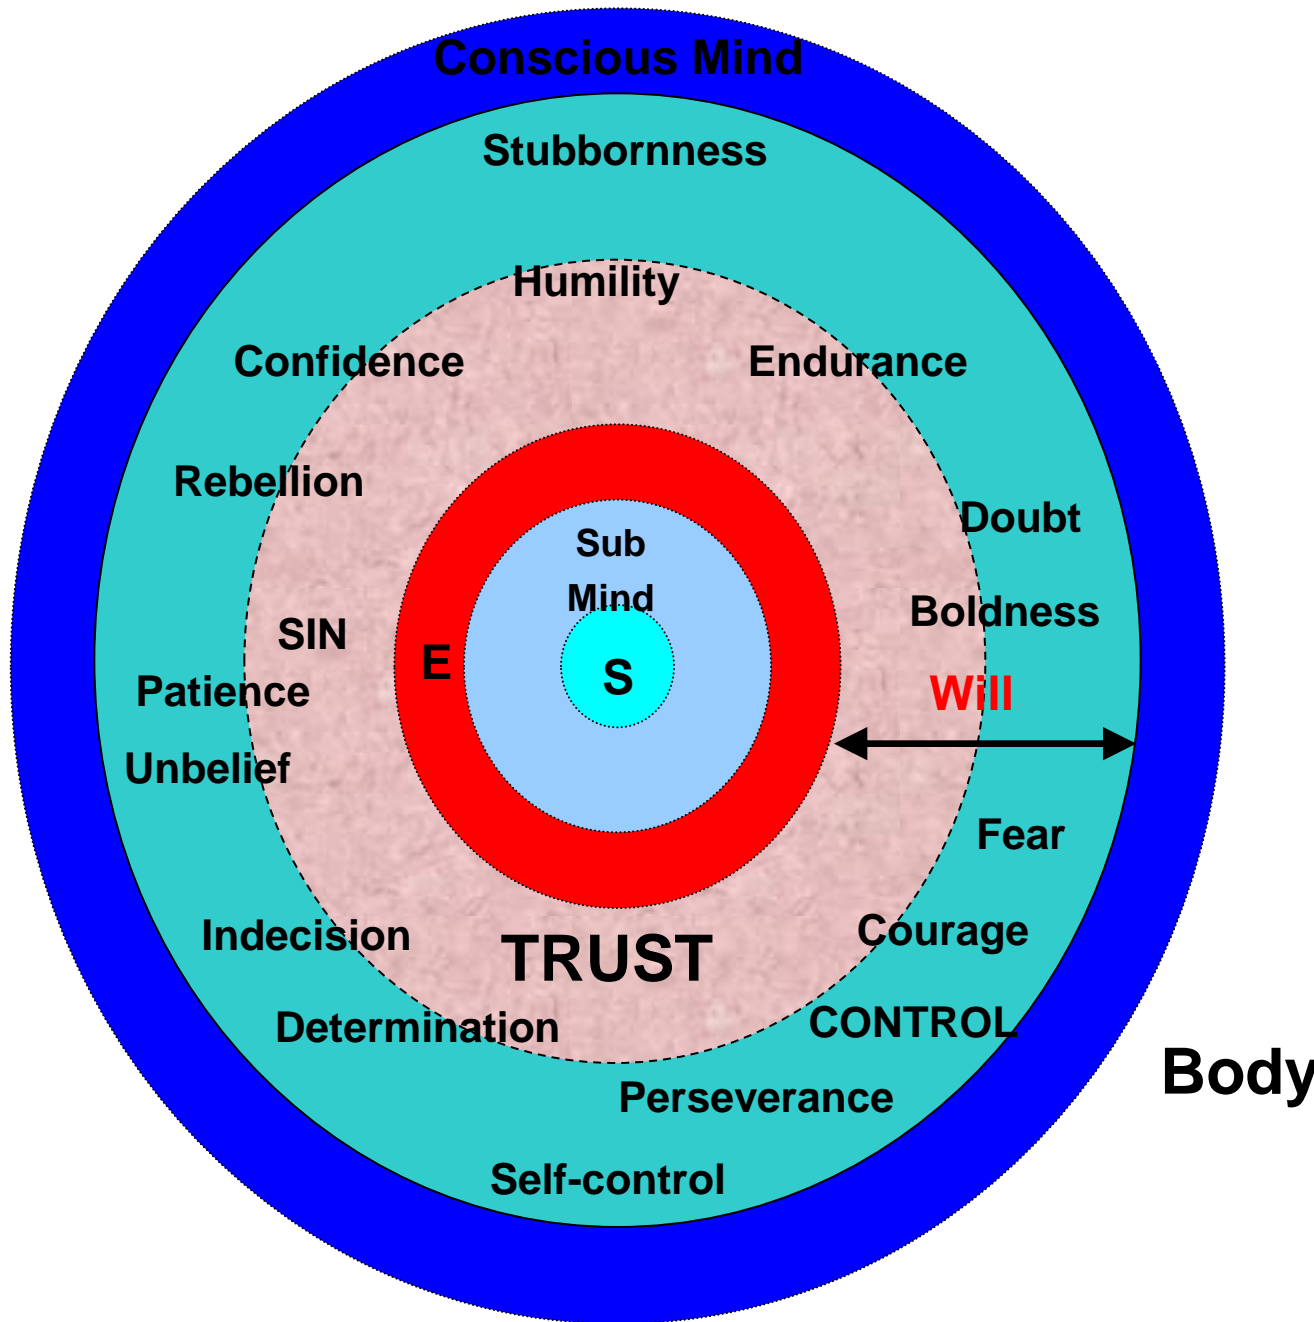 Conscious Mind
Stubbornness
Humility
Confidence
Endurance
Rebellion
Doubt
Sub
Mind
Boldness
SIN
E
S
Patience
Will
Unbelief
Fear
Indecision
Courage
TRUST
Determination
CONTROL
Body
Perseverance
Self-control